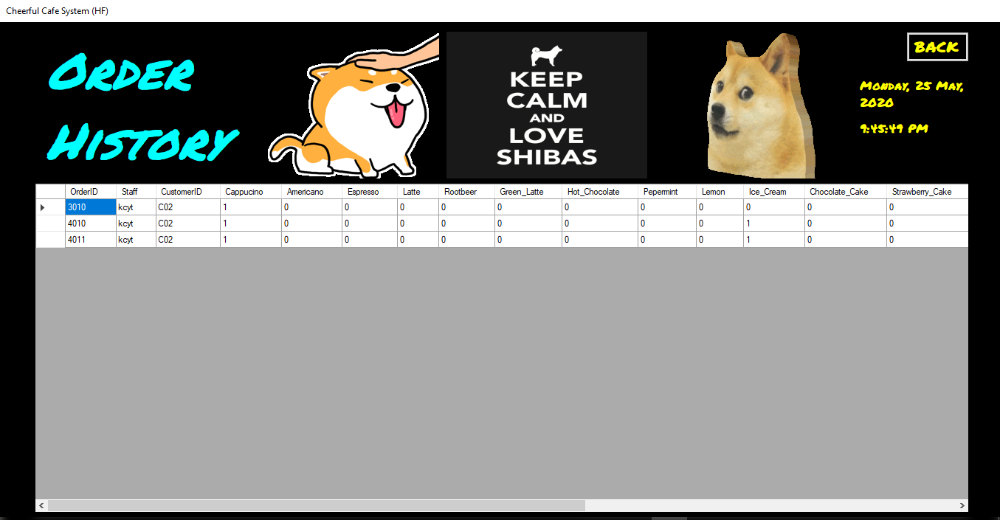 Cheerful Cafe System (HF)
Order
History
KEEP
CALM
AND
LOVE
SHIBAS
BACK
Monday, 25 May,
2020
9:45:49 PM
OrderID Staff CustomerID Cappucino Americano Espresso Latte Rootbeer Green_Latte Hot_Chocolate Pepermint Lemon Ice_Cream Chocolate_Cake Strawberry_Cake
3010 kcyt C02 1 0 0 0 0 0 0 0 0 0 0 0
4010 kcyt C02 1 0 0 0 0 0 0 0 0 1 0 0
4011 kcyt C02 1 0 0 0 0 0 0 0 0 1 0 0